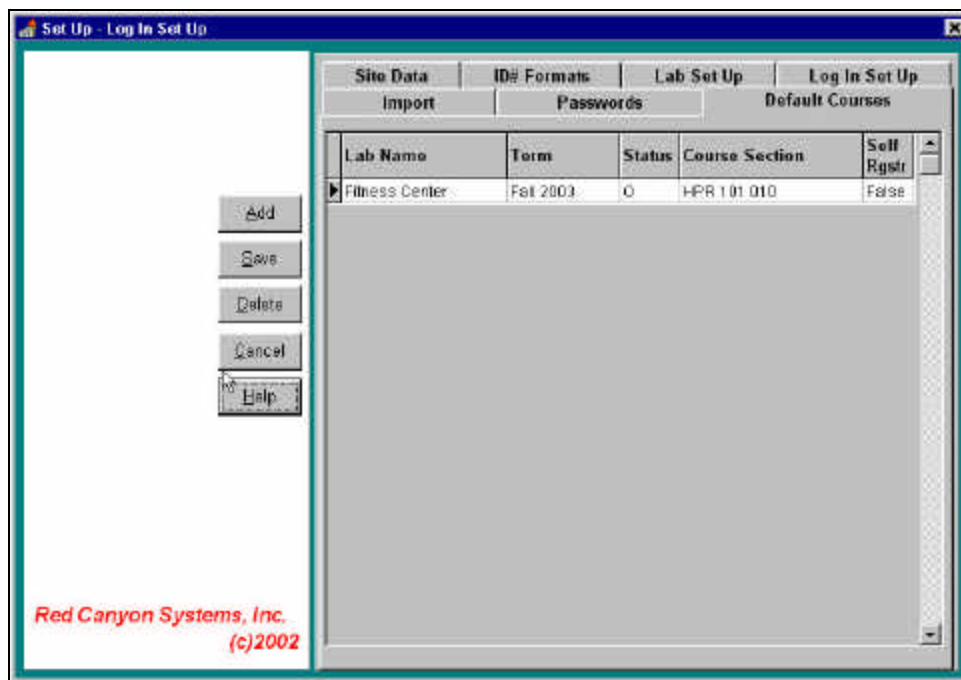 Set Up - Log In Set Up
Site Data ID# Formats Lab Set Up Log In Set Up
Import Passwords Default Courses
Lab Name Term Status Course Section Self Rgstr
Fitness Center Fall 2003 O HPR 101 010 False
Add
Save
Delete
Cancel
Help
Red Canyon Systems, Inc.
(c)2002